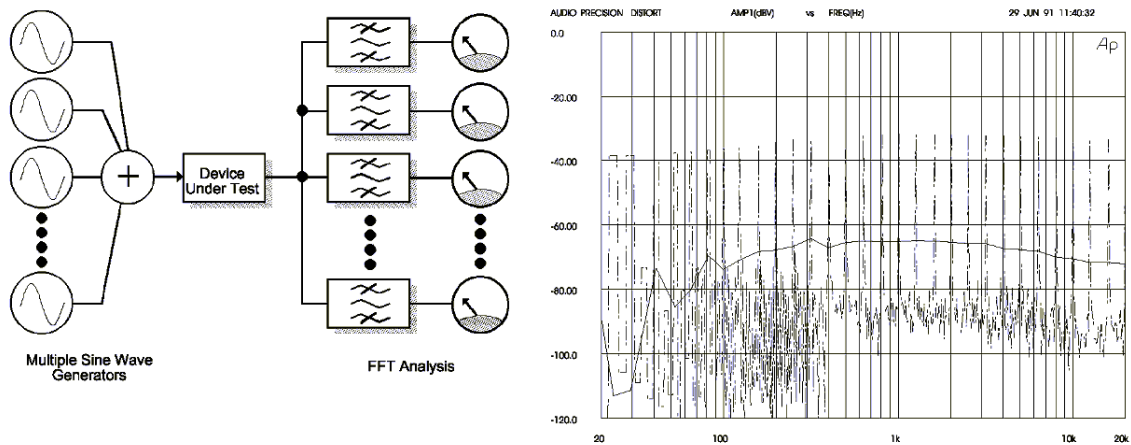 Device
Under Test
Multiple Sine Wave
Generators
FFT Analysis
AUDIO PRECISION DISTORT AMP1(dBV) vs FREQ(Hz) 29 JUN 91 11:40:32
Ap
0.0
-20.00
-40.00
-60.00
-80.00
-100.0
-120.0
20 100 1k 10k 20k